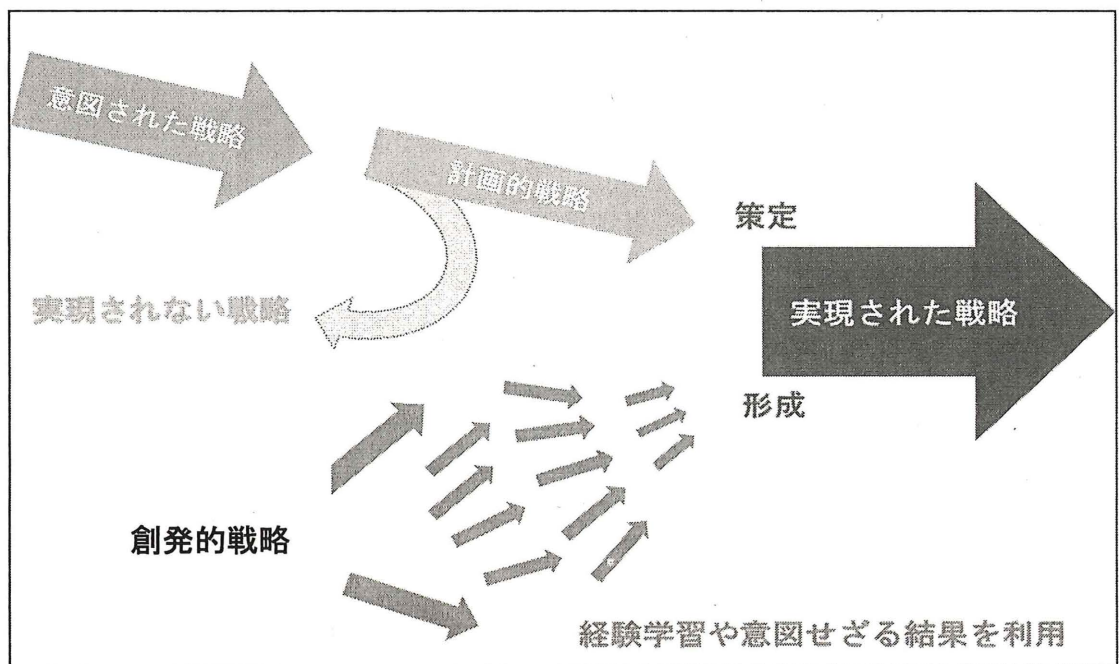 意図された戦略
計画的戦略
策定
実現されない戦略
実現された戦略
形成
創発的戦略
経験学習や意図せざる結果を利用